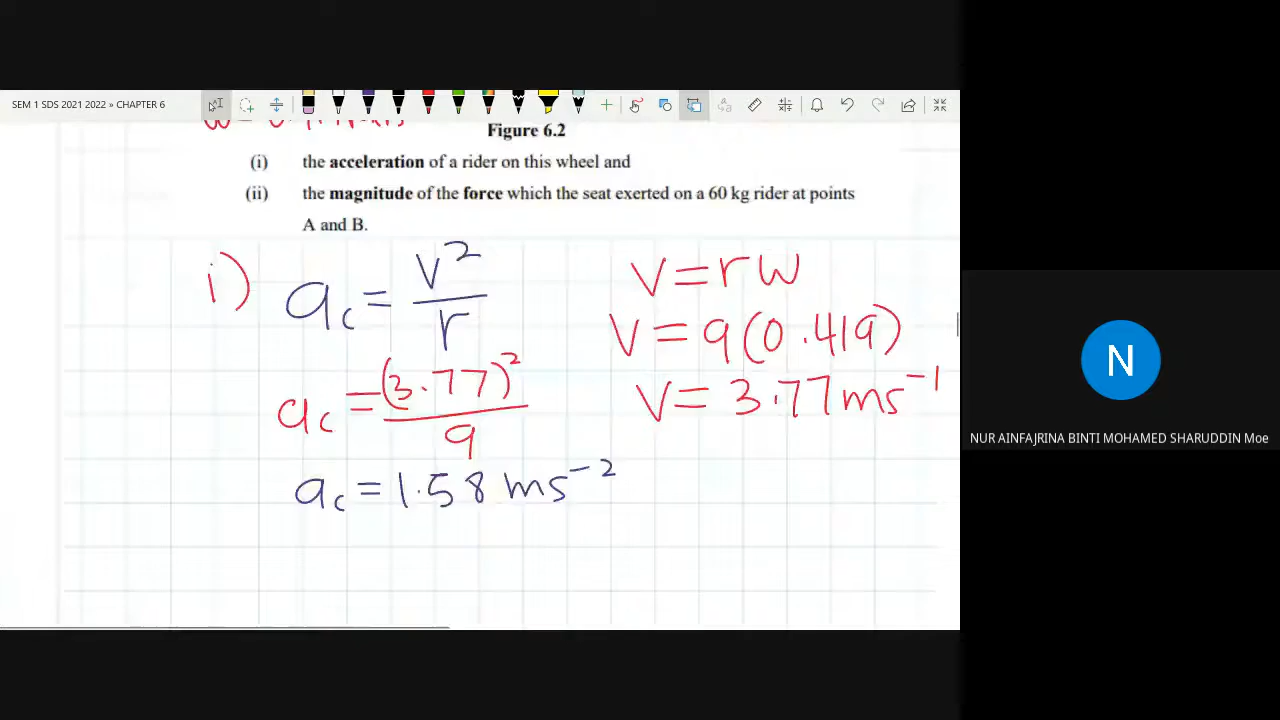 SEM 1 SDS 2021 2022 » CHAPTER 6
Figure 6.2
(i) the acceleration of a rider on this wheel and
(ii) the magnitude of the force which the seat exerted on a 60 kg rider at points
A and B.
i) a_c = v²/r
v = rω
v = 9(0.419)
v = 3.77 ms⁻¹
a_c = (3.77)²/9
a_c = 1.58 ms⁻²
N
NUR AINFAJRINA BINTI MOHAMED SHARUDDIN Moe